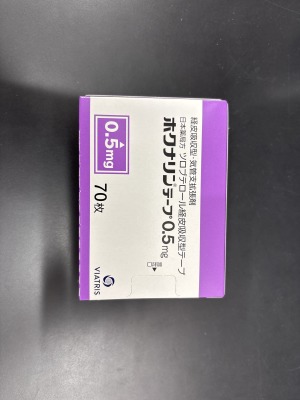 経皮吸収型・気管支拡張剤
日本薬局方 ツロブテロール経皮吸収型テープ
ホクナリン®テープ0.5mg
0.5mg
70枚
VIATRIS